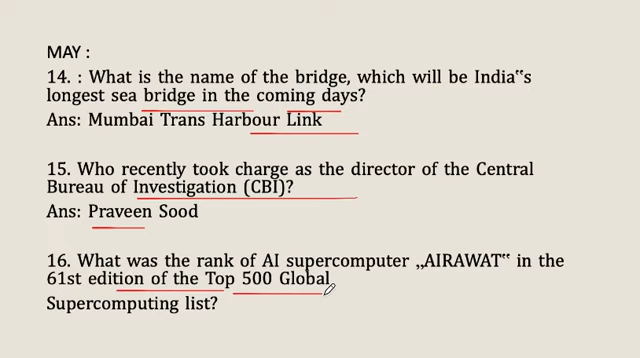 MAY :
14. : What is the name of the bridge, which will be India‟s
longest sea bridge in the coming days?
Ans: Mumbai Trans Harbour Link
15. Who recently took charge as the director of the Central
Bureau of Investigation (CBI)?
Ans: Praveen Sood
16. What was the rank of AI supercomputer „AIRAWAT‟ in the
61st edition of the Top 500 Global
Supercomputing list?